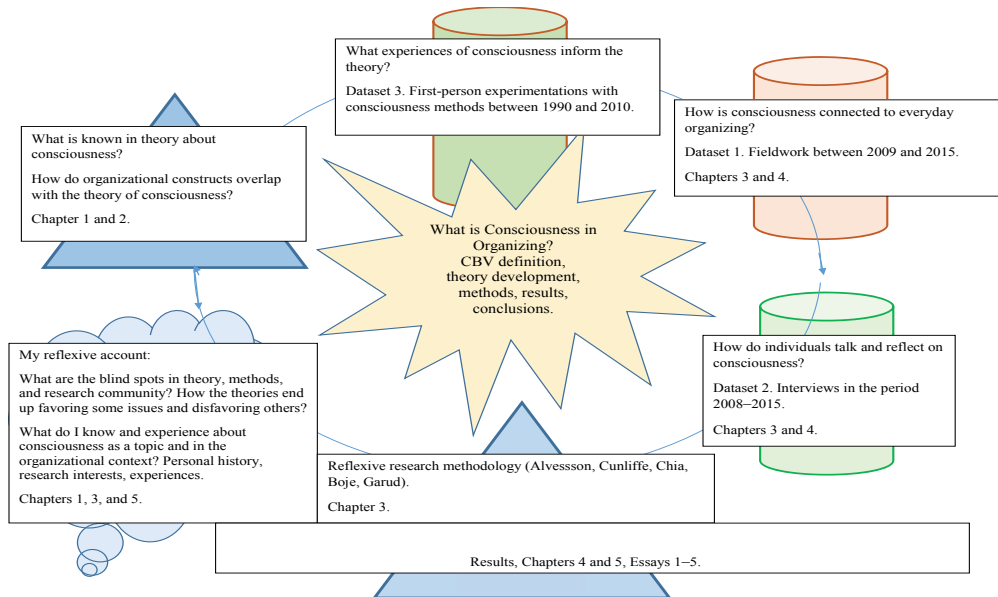 What experiences of consciousness inform the
theory?
Dataset 3. First-person experimentations with
consciousness methods between 1990 and 2010.
What is known in theory about
consciousness?
How do organizational constructs overlap
with the theory of consciousness?
Chapter 1 and 2.
How is consciousness connected to everyday
organizing?
Dataset 1. Fieldwork between 2009 and 2015.
Chapters 3 and 4.
What is Consciousness in
Organizing?
CBV definition,
theory development,
methods, results,
conclusions.
How do individuals talk and reflect on
consciousness?
Dataset 2. Interviews in the period
2008–2015.
Chapters 3 and 4.
My reflexive account:
What are the blind spots in theory, methods,
and research community? How the theories end
up favoring some issues and disfavoring others?
What do I know and experience about
consciousness as a topic and in the
organizational context? Personal history,
research interests, experiences.
Chapters 1, 3, and 5.
Reflexive research methodology (Alvessson, Cunliffe, Chia,
Boje, Garud).
Chapter 3.
Results, Chapters 4 and 5, Essays 1–5.